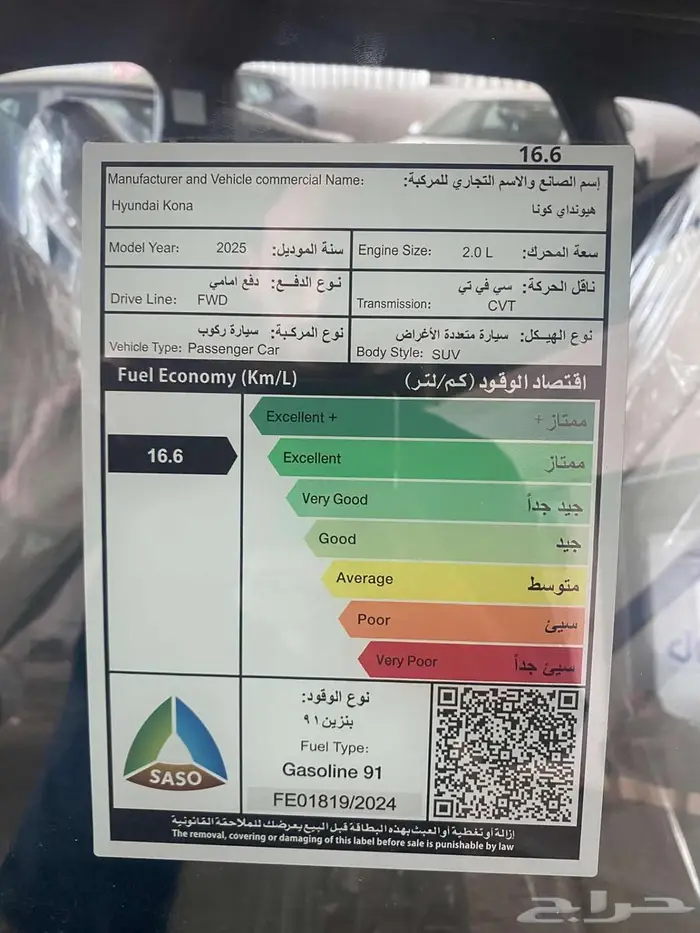 16.6
Manufacturer and Vehicle commercial Name: إسم الصانع والاسم التجاري للمركبة:
Hyundai Kona هيونداي كونا
Model Year: 2025 سنة الموديل: Engine Size: 2.0 L سعة المحرك:
نوع الدفـــع: دفع امامي ناقل الحركة: سي في تي
Drive Line: FWD Transmission: CVT
نوع المركبة: سيارة ركوب نوع الهيـكل: سيارة متعددة الأغراض
Vehicle Type: Passenger Car Body Style: SUV
Fuel Economy (Km/L) اقتصاد الوقود (كم/لتر)
Excellent + ممتاز +
16.6 Excellent ممتاز
Very Good جيد جداً
Good جيد
Average متوسط
Poor سيئ
Very Poor سيئ جداً
نوع الوقود:
بنزين ٩١
Fuel Type:
Gasoline 91
SASO
FE01819/2024
إزالة أو تغطية أو العبث بهذه البطاقة قبل البيع يعرضك للملاحقة القانونية
The removal, covering or damaging of this label before sale is punishable by law
حراج